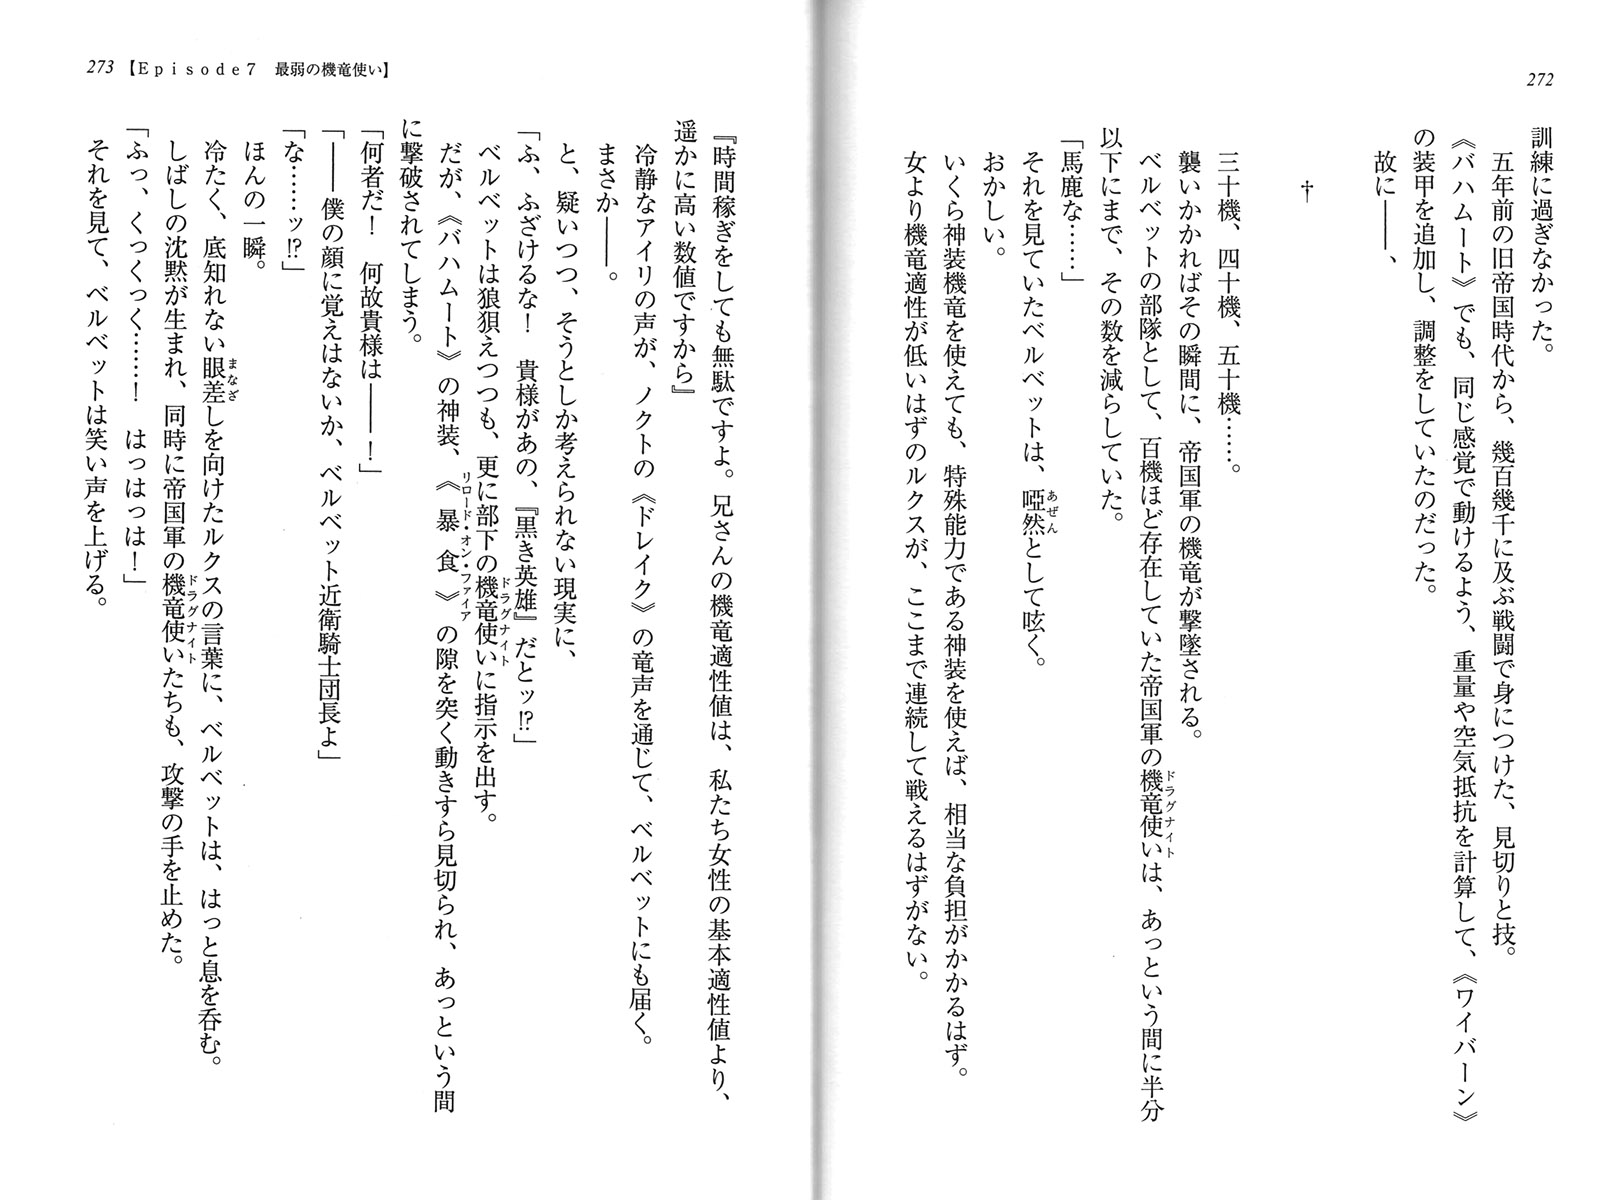 272
訓練に過ぎなかった。
五年前の旧帝国時代から、幾百幾千に及ぶ戦闘で身につけた、見切りと技。
《バハムート》でも、同じ感覚で動けるよう、重量や空気抵抗を計算して、《ワイバーン》
の装甲を追加し、調整をしていたのだった。
故に――、
†
三十機、四十機、五十機……。
襲いかかればその瞬間に、帝国軍の機竜が撃墜される。
ベルベットの部隊として、百機ほど存在していた帝国軍の機竜使いは、あっという間に半分
ドラグナイト
以下にまで、その数を減らしていた。
「馬鹿な……」
それを見ていたベルベットは、啞然として呟く。
あぜん
おかしい。
いくら神装機竜を使えても、特殊能力である神装を使えば、相当な負担がかかるはず。
女より機竜適性が低いはずのルクスが、ここまで連続して戦えるはずがない。
273【Episode7 最弱の機竜使い】
『時間稼ぎをしても無駄ですよ。兄さんの機竜適性値は、私たち女性の基本適性値より、
遥かに高い数値ですから』
冷静なアイリの声が、ノクトの《ドレイク》の竜声を通じて、ベルベットにも届く。
まさか――。
と、疑いつつ、そうとしか考えられない現実に、
「ふ、ふざけるな! 貴様があの、『黒き英雄』だとッ!?」
ベルベットは狼狽えつつも、更に部下の機竜使いに指示を出す。
ドラグナイト
だが、《バハムート》の神装、《暴食》の隙を突く動きすら見切られ、あっという間
リロード・オン・ファイア
に撃破されてしまう。
「何者だ! 何故貴様は――!」
「――僕の顔に覚えはないか、ベルベット近衛騎士団長よ」
「な……ッ!?」
ほんの一瞬。
冷たく、底知れない眼差しを向けたルクスの言葉に、ベルベットは、はっと息を呑む。
まなざ
しばしの沈黙が生まれ、同時に帝国軍の機竜使いたちも、攻撃の手を止めた。
ドラグナイト
「ふっ、くっくっく……! はっはっは!」
それを見て、ベルベットは笑い声を上げる。